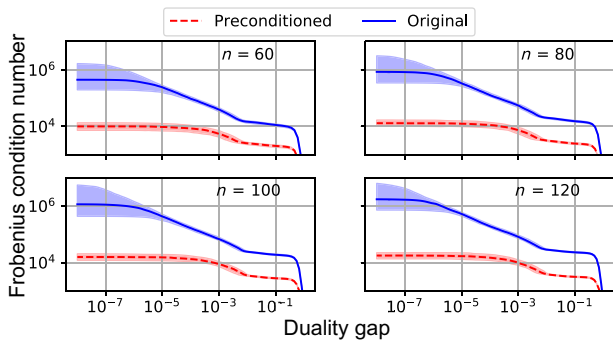 Preconditioned Original
Frobenius condition number
n = 60
n = 80
10^6
10^4
n = 100
n = 120
10^6
10^4
10^-7 10^-5 10^-3 10^-1
10^-7 10^-5 10^-3 10^-1
Duality gap